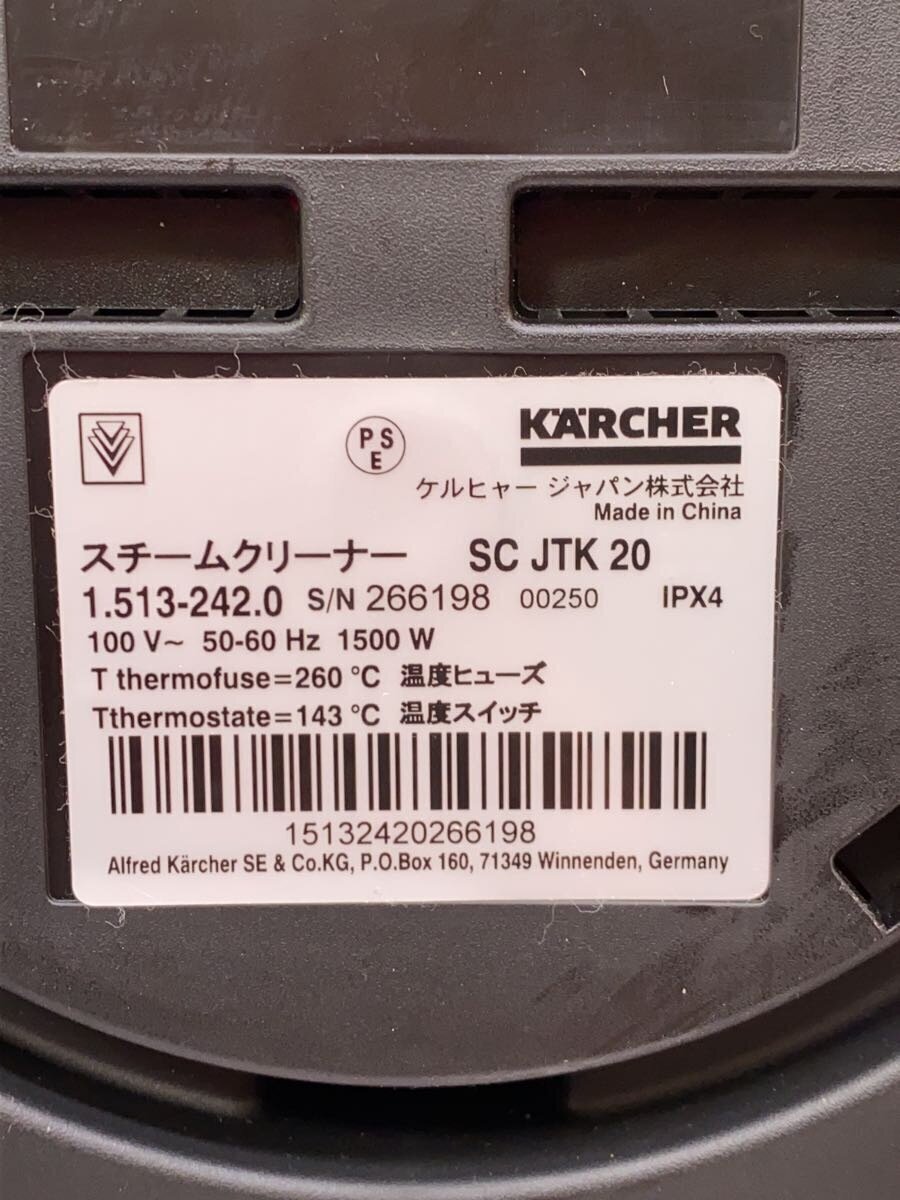 PSE
KÄRCHER
ケルヒャー ジャパン株式会社
Made in China
スチームクリーナー SC JTK 20
1.513-242.0 S/N 266198 00250 IPX4
100 V~ 50-60 Hz 1500 W
T thermofuse=260 °C 温度ヒューズ
Tthermostate=143 °C 温度スイッチ
15132420266198
Alfred Kärcher SE & Co.KG, P.O.Box 160, 71349 Winnenden, Germany